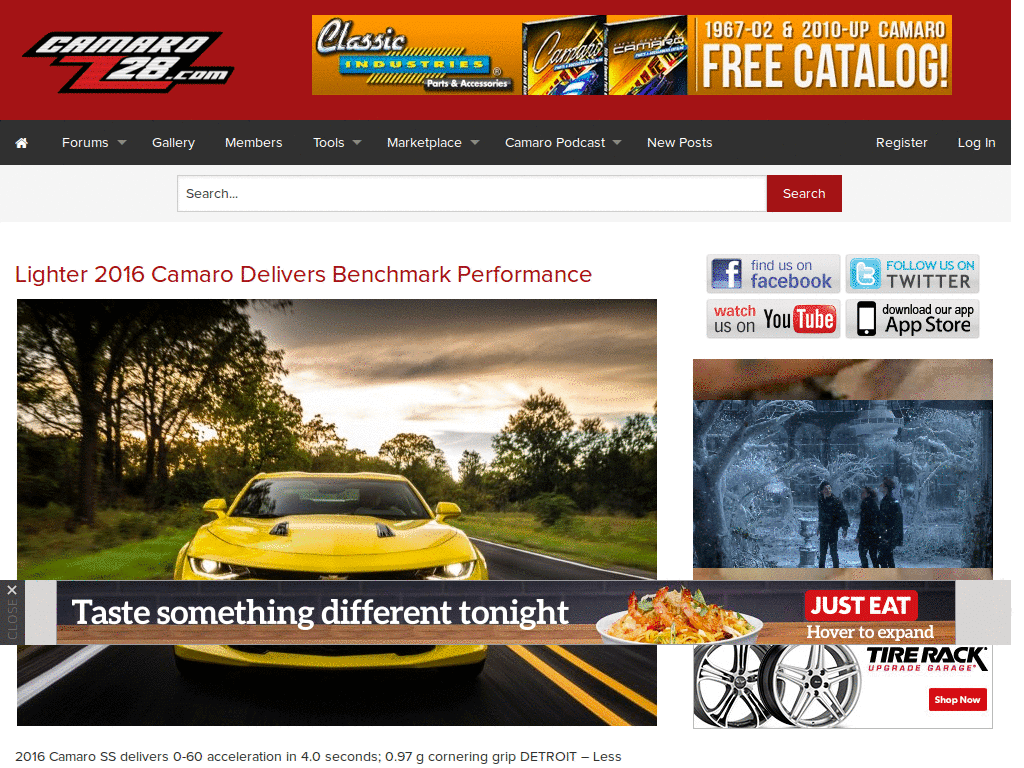 CAMARO
Z28.com
Classic
INDUSTRIES®
Parts & Accessories
Camaro
CAMARO
1967-02 & 2010-UP CAMARO
FREE CATALOG!
Forums
Gallery
Members
Tools
Marketplace
Camaro Podcast
New Posts
Register
Log In
Search...
Search
Lighter 2016 Camaro Delivers Benchmark Performance
find us on
facebook
FOLLOW US ON
TWITTER
watch
us on YouTube
download our app
App Store
CLOSE
Taste something different tonight
JUST EAT
Hover to expand
TIRE RACK
UPGRADE GARAGE®
Shop Now
2016 Camaro SS delivers 0-60 acceleration in 4.0 seconds; 0.97 g cornering grip DETROIT – Less